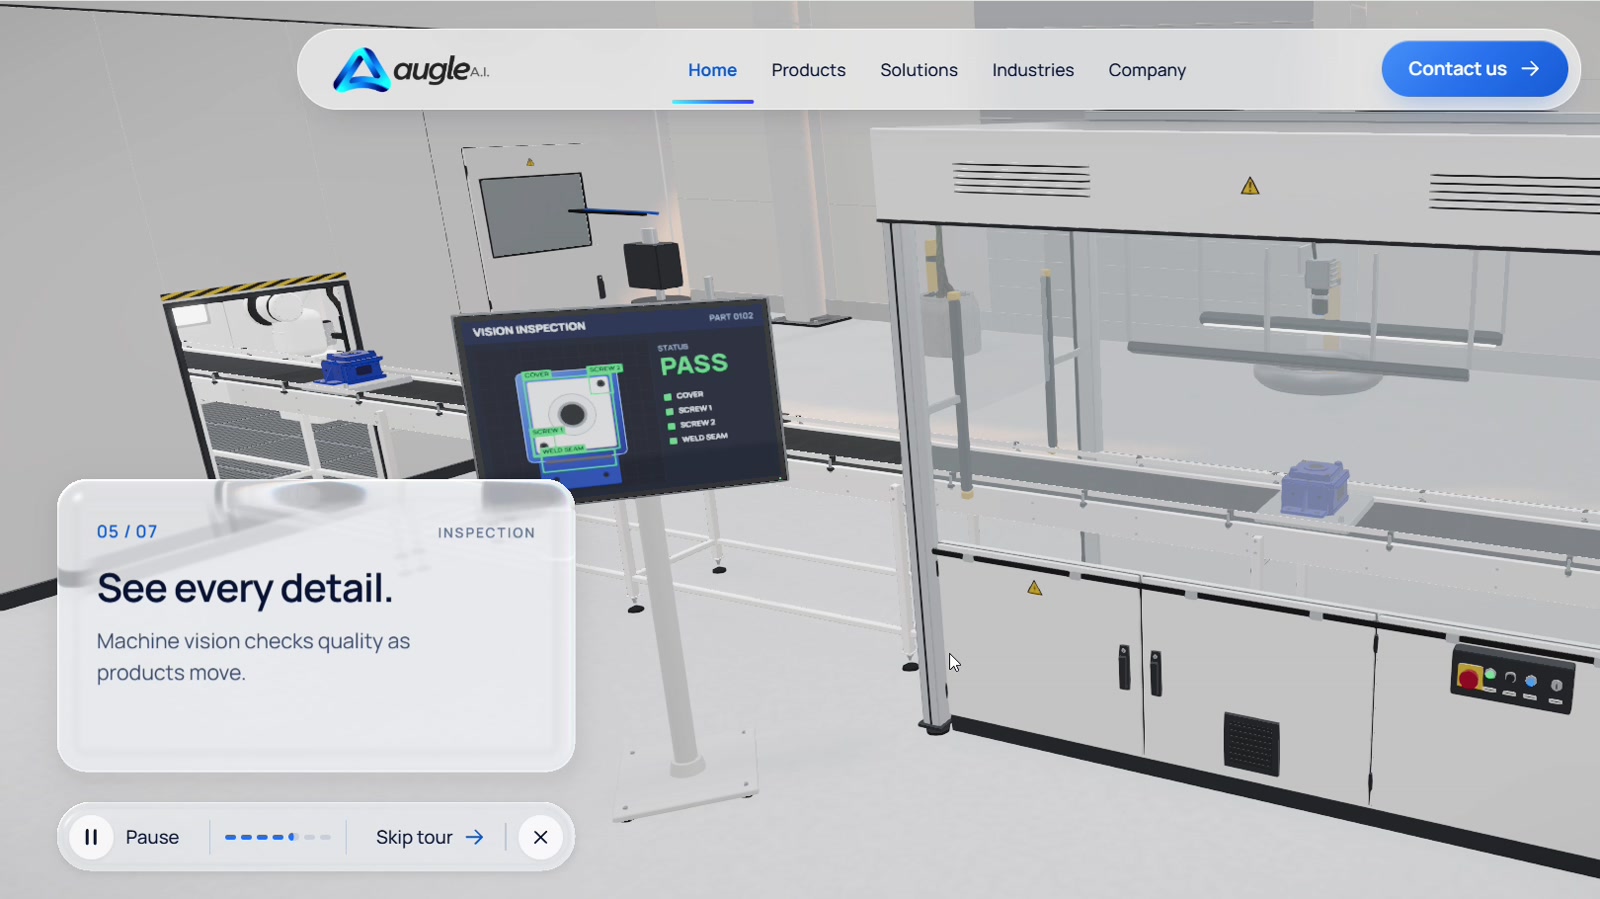 augle A.I.
Home
Products
Solutions
Industries
Company
Contact us
VISION INSPECTION
PART 0102
STATUS
PASS
COVER
SCREW 1
SCREW 2
WELD SEAM
COVER
SCREW 2
SCREW 1
WELD SEAM
05 / 07
INSPECTION
See every detail.
Machine vision checks quality as
products move.
Pause
Skip tour